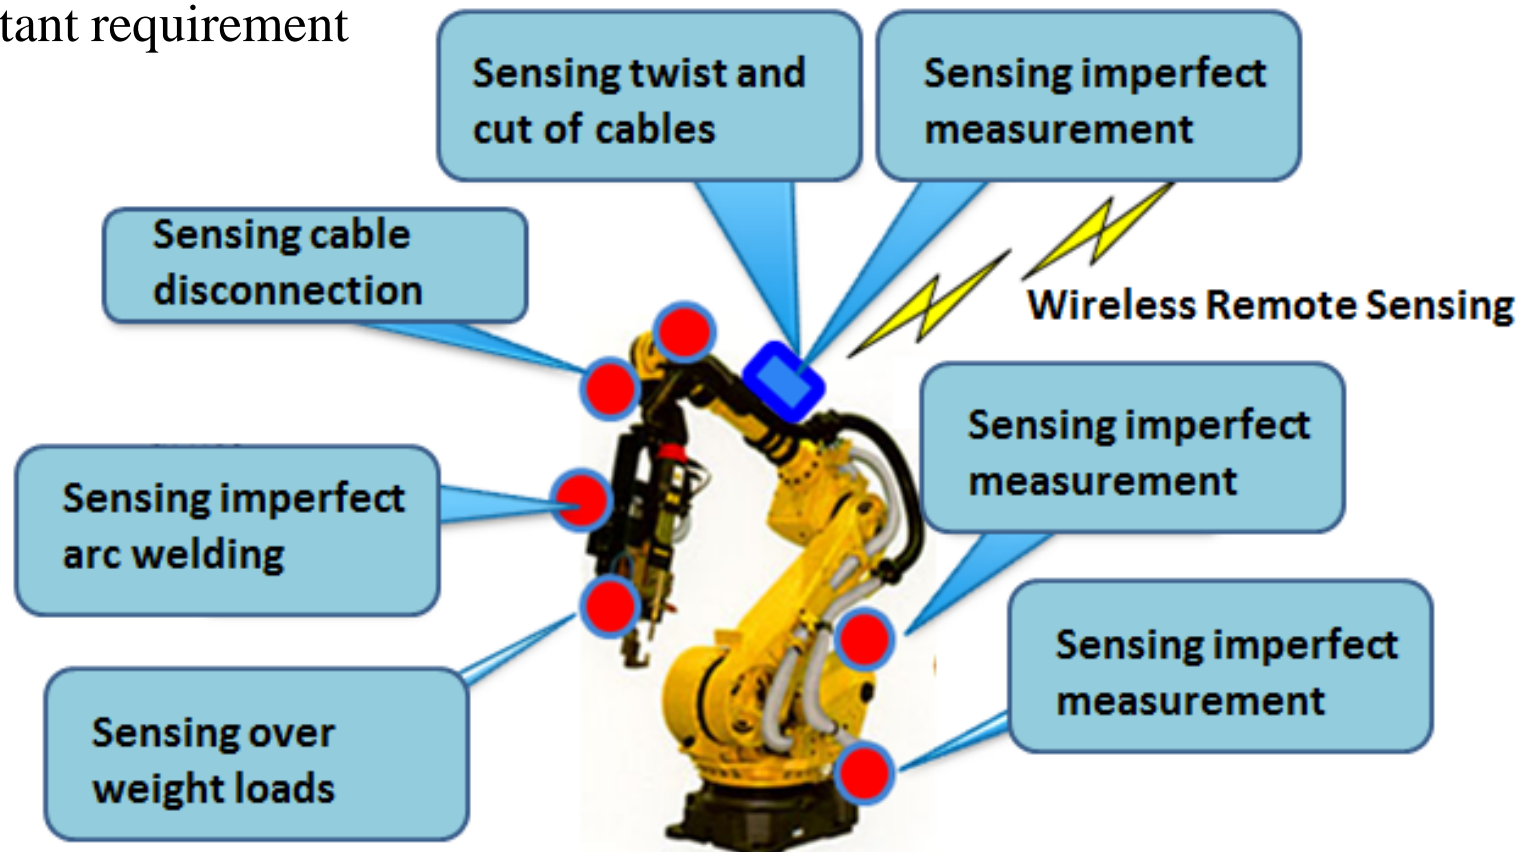 tant requirement
Sensing twist and
cut of cables
Sensing imperfect
measurement
Sensing cable
disconnection
Wireless Remote Sensing
Sensing imperfect
measurement
Sensing imperfect
arc welding
Sensing imperfect
measurement
Sensing over
weight loads